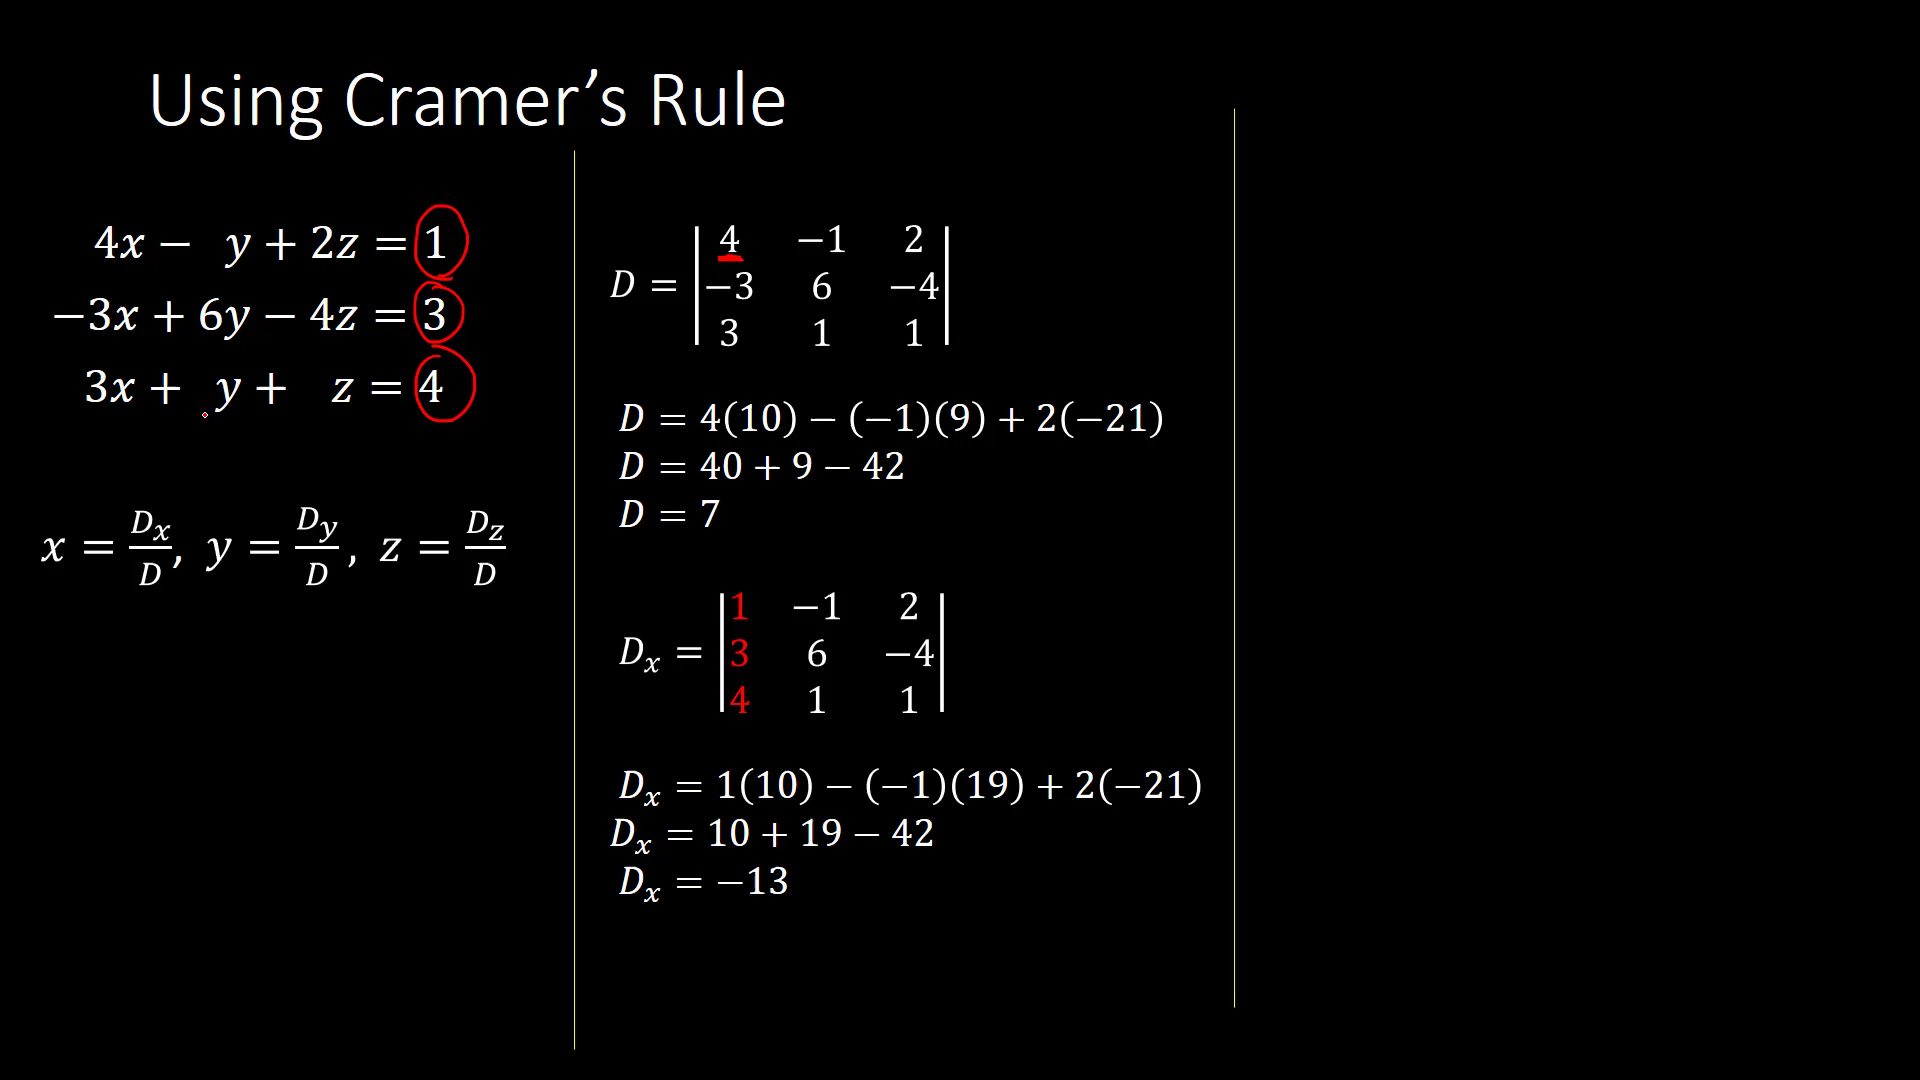 Using Cramer’s Rule
4x − y + 2z = 1
−3x + 6y − 4z = 3
3x + y + z = 4
x = Dₓ/D, y = D_y/D, z = D_z/D
D = |4 −1 2
−3 6 −4
3 1 1|
D = 4(10) − (−1)(9) + 2(−21)
D = 40 + 9 − 42
D = 7
Dₓ = |1 −1 2
3 6 −4
4 1 1|
Dₓ = 1(10) − (−1)(19) + 2(−21)
Dₓ = 10 + 19 − 42
Dₓ = −13